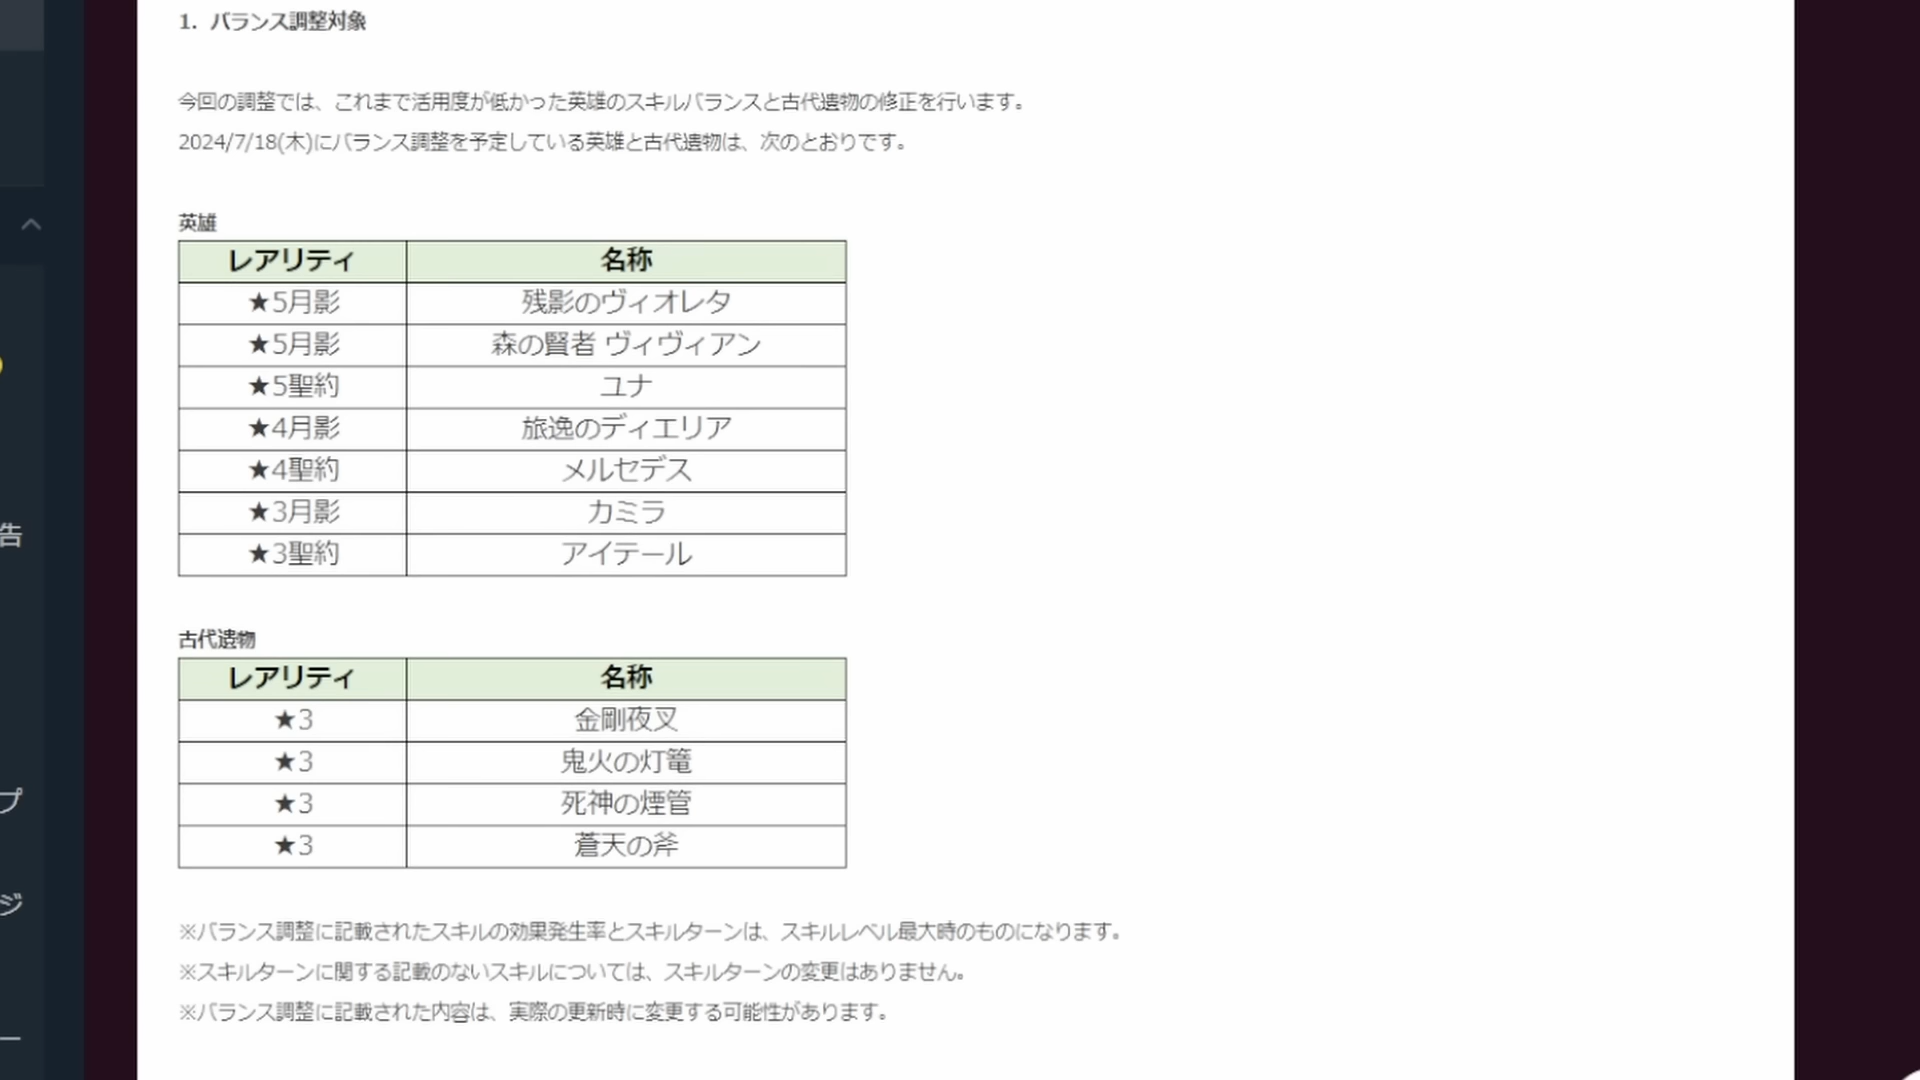 1. バランス調整対象
今回の調整では、これまで活用度が低かった英雄のスキルバランスと古代遺物の修正を行います。
2024/7/18(木)にバランス調整を予定している英雄と古代遺物は、次のとおりです。
英雄
レアリティ 名称
★5月影 残影のヴィオレタ
★5月影 森の賢者 ヴィヴィアン
★5聖約 ユナ
★4月影 旅逸のディエリア
★4聖約 メルセデス
★3月影 カミラ
★3聖約 アイテール
古代遺物
レアリティ 名称
★3 金剛夜叉
★3 鬼火の灯篭
★3 死神の煙管
★3 蒼天の斧
※バランス調整に記載されたスキルの効果発生率とスキルターンは、スキルレベル最大時のものになります。
※スキルターンに関する記載のないスキルについては、スキルターンの変更はありません。
※バランス調整に記載された内容は、実際の更新時に変更する可能性があります。
告
プ
ジ
ー